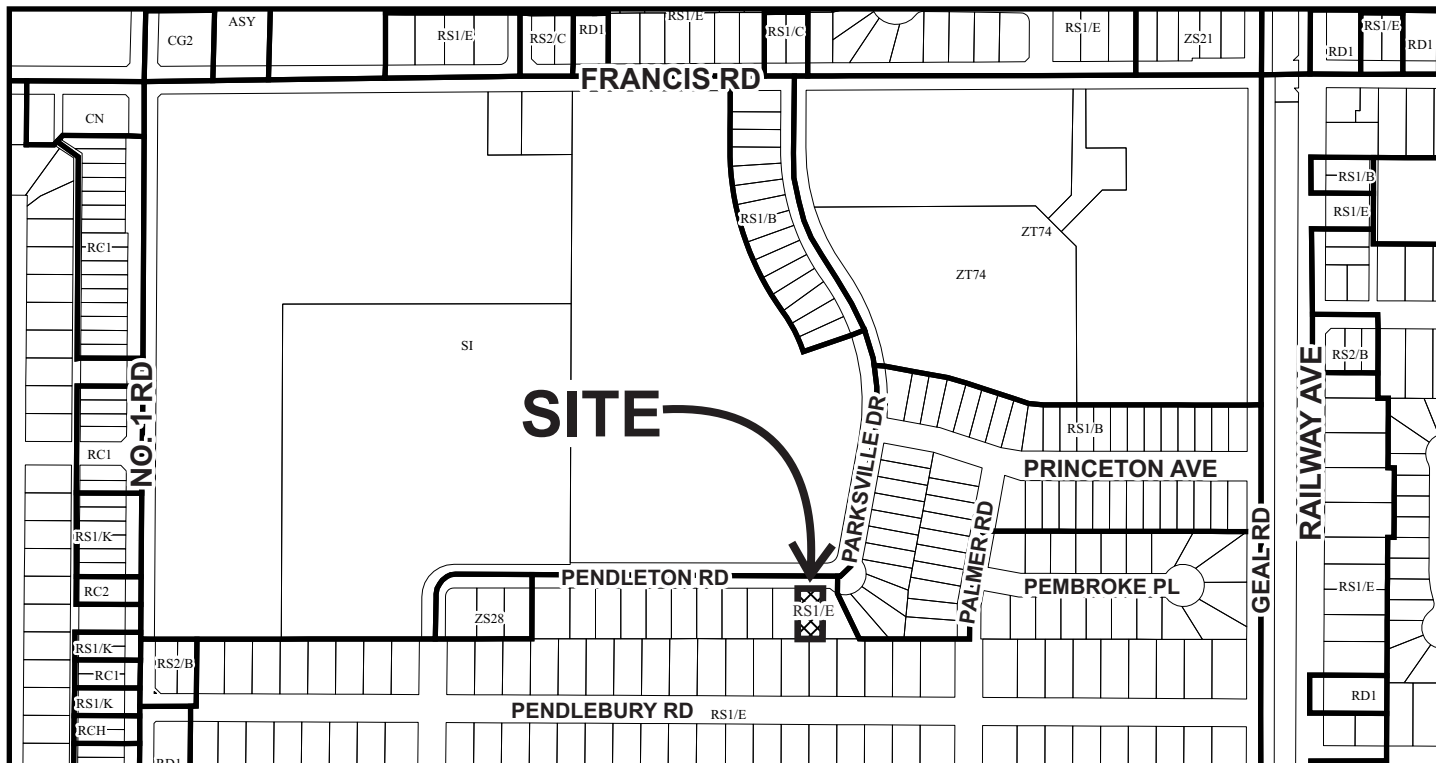 ASY
CG2
RS1/E
RS2/C
RD1
RS1/E
RS1/C
RS1/E
ZS21
RD1
RS1/E
RD1
FRANCIS RD
CN
RS1/B
RS1/E
RS1/B
RC1
ZT74
ZT74
SI
RS2/B
NO. 1 RD
RAILWAY AVE
SITE
PARKSVILLE DR
RS1/B
RC1
PRINCETON AVE
PALMER RD
GEAL RD
RS1/K
PENDLETON RD
PEMBROKE PL
RS1/E
RC2
RS1/E
ZS28
RS1/K
RS2/B
RC1
RD1
RS1/K
PENDLEBURY RD
RS1/E
RCH
RD1